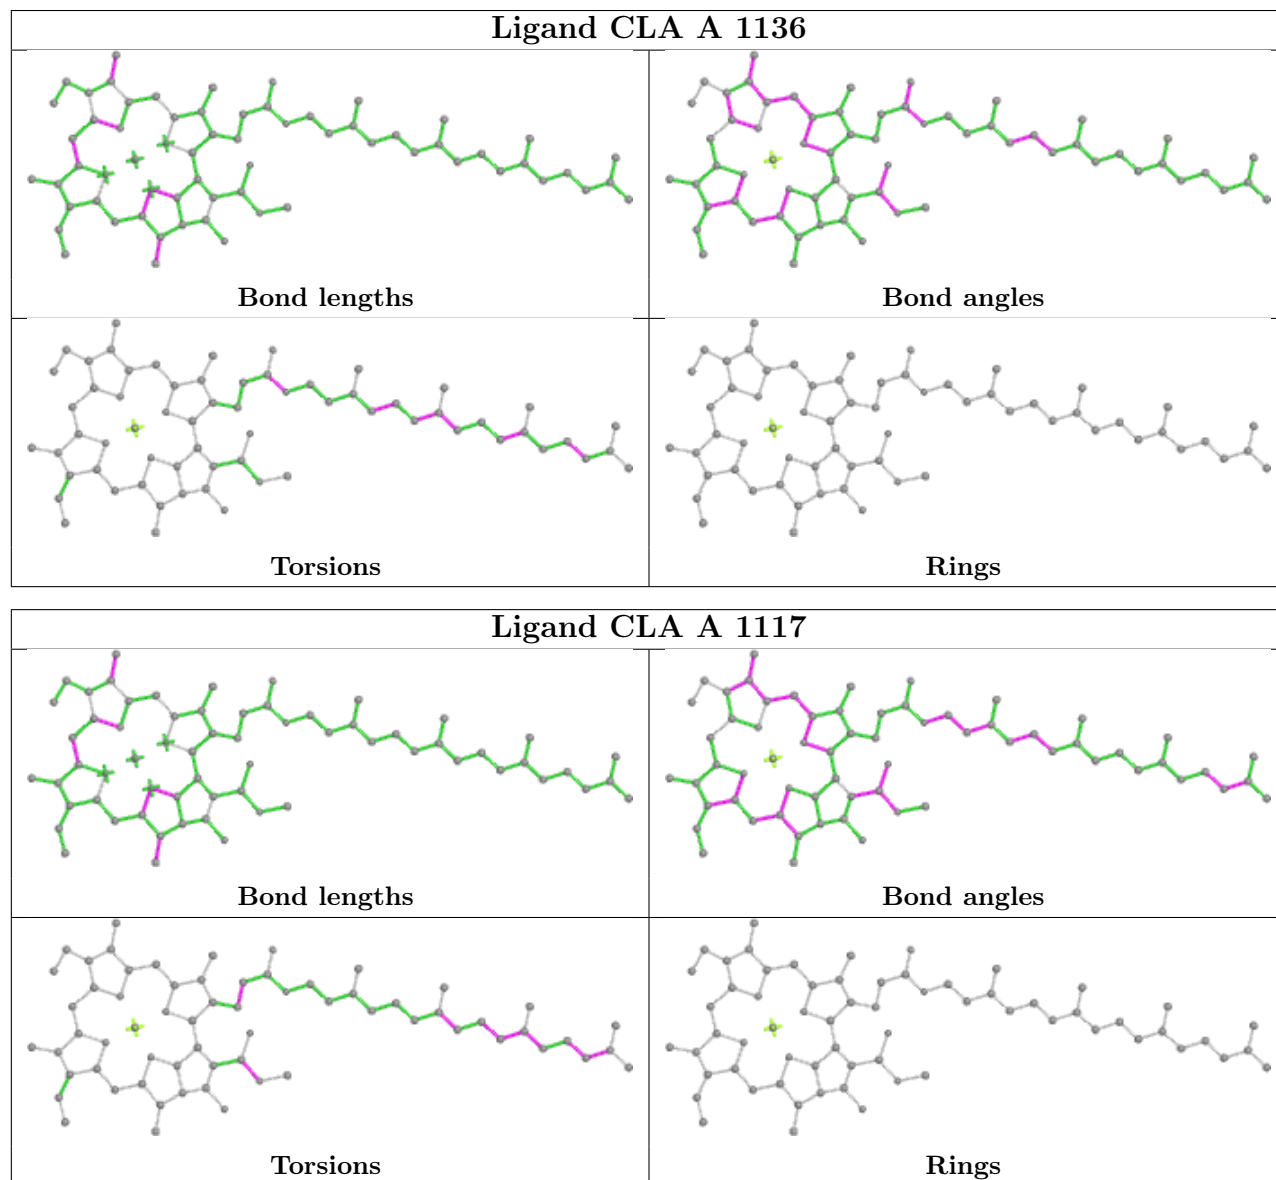 Ligand CLA A 1136
Bond lengths
Bond angles
Torsions
Rings
Ligand CLA A 1117
Bond lengths
Bond angles
Torsions
Rings